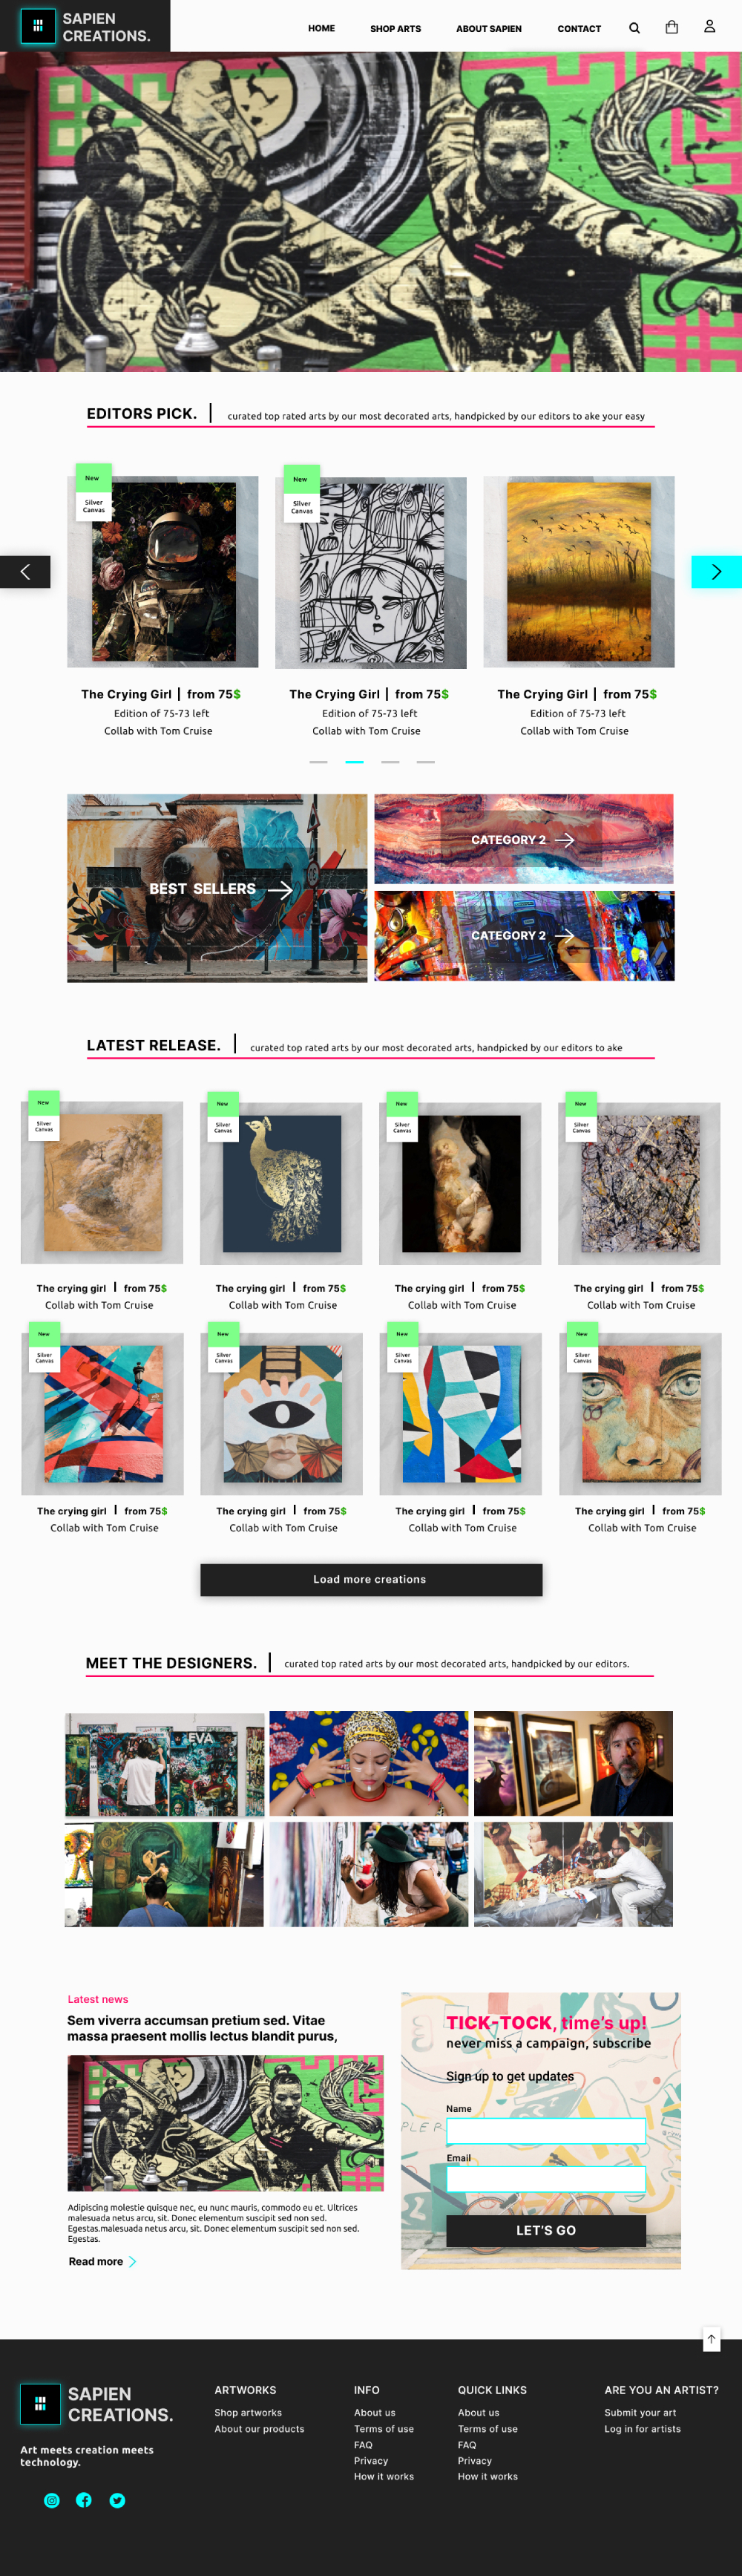 SAPIEN
CREATIONS.
HOME SHOP ARTS ABOUT SAPIEN CONTACT
EDITORS PICK. curated top rated arts by our most decorated arts, handpicked by our editors to ake your easy
New
Silver
Canvas
New
Silver
Canvas
The Crying Girl | from 75$
Edition of 75-73 left
Collab with Tom Cruise
The Crying Girl | from 75$
Edition of 75-73 left
Collab with Tom Cruise
The Crying Girl | from 75$
Edition of 75-73 left
Collab with Tom Cruise
BEST SELLERS
CATEGORY 2
CATEGORY 2
LATEST RELEASE. curated top rated arts by our most decorated arts, handpicked by our editors to ake
New
Silver
Canvas
New
Silver
Canvas
New
Silver
Canvas
New
Silver
Canvas
The crying girl | from 75$
Collab with Tom Cruise
The crying girl | from 75$
Collab with Tom Cruise
The crying girl | from 75$
Collab with Tom Cruise
The crying girl | from 75$
Collab with Tom Cruise
New
Silver
Canvas
New
Silver
Canvas
New
Silver
Canvas
New
Silver
Canvas
The crying girl | from 75$
Collab with Tom Cruise
The crying girl | from 75$
Collab with Tom Cruise
The crying girl | from 75$
Collab with Tom Cruise
The crying girl | from 75$
Collab with Tom Cruise
Load more creations
MEET THE DESIGNERS. curated top rated arts by our most decorated arts, handpicked by our editors.
EVA
Latest news
Sem viverra accumsan pretium sed. Vitae
massa praesent mollis lectus blandit purus,
Adipiscing molestie quisque nec, eu nunc mauris, commodo eu et. Ultrices
malesuada netus arcu, sit. Donec elementum suscipit sed non sed.
Egestas.malesuada netus arcu, sit. Donec elementum suscipit sed non sed.
Egestas.
Read more
TICK-TOCK, time's up!
never miss a campaign, subscribe
Sign up to get updates
Name
PLER
Email
LET'S GO
SAPIEN
CREATIONS.
Art meets creation meets
technology.
ARTWORKS
Shop artworks
About our products
INFO
About us
Terms of use
FAQ
Privacy
How it works
QUICK LINKS
About us
Terms of use
FAQ
Privacy
How it works
ARE YOU AN ARTIST?
Submit your art
Log in for artists